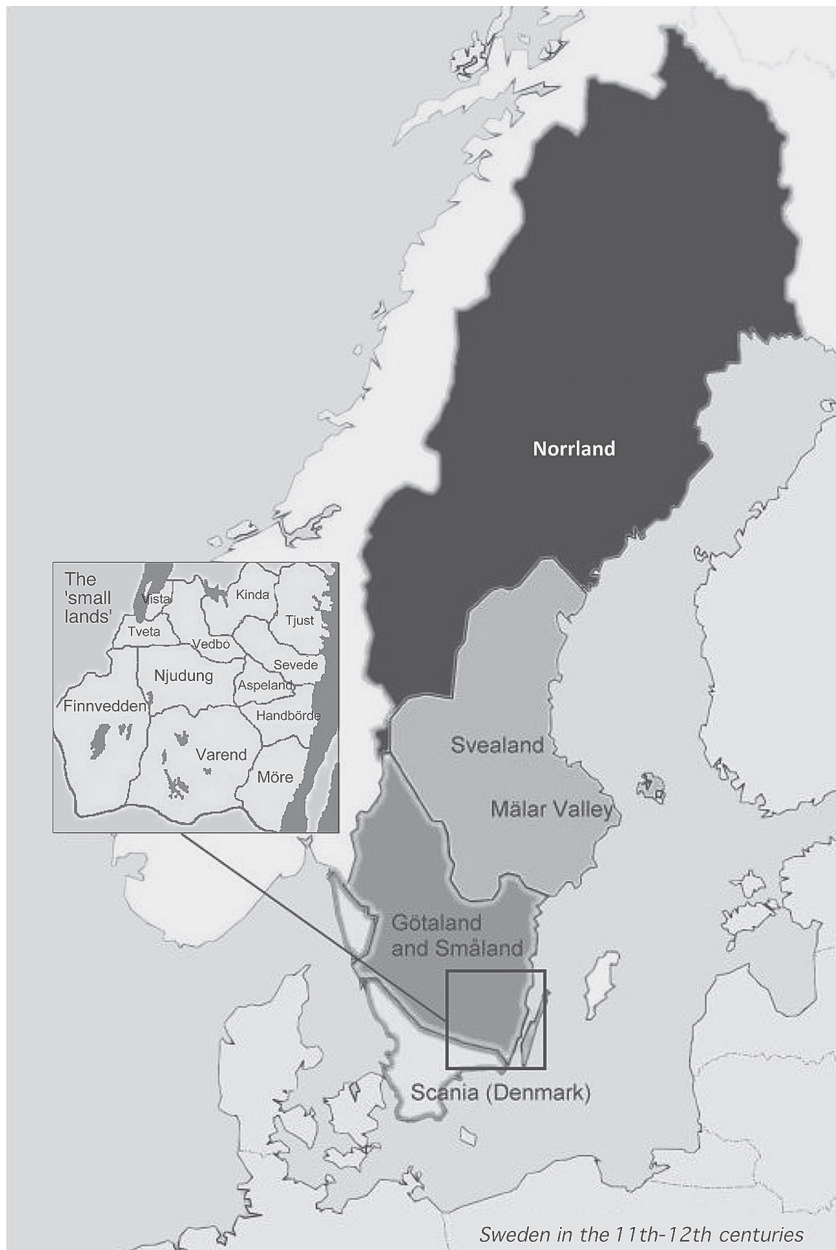 Norrland
The
'small
lands'
Vista
Kinda
Tjust
Tveta
Vedbo
Sevede
Njudung
Aspeland
Finnvedden
Handbörde
Varend
Möre
Svealand
Mälar Valley
Götaland
and Småland
Scania (Denmark)
Sweden in the 11th-12th centuries